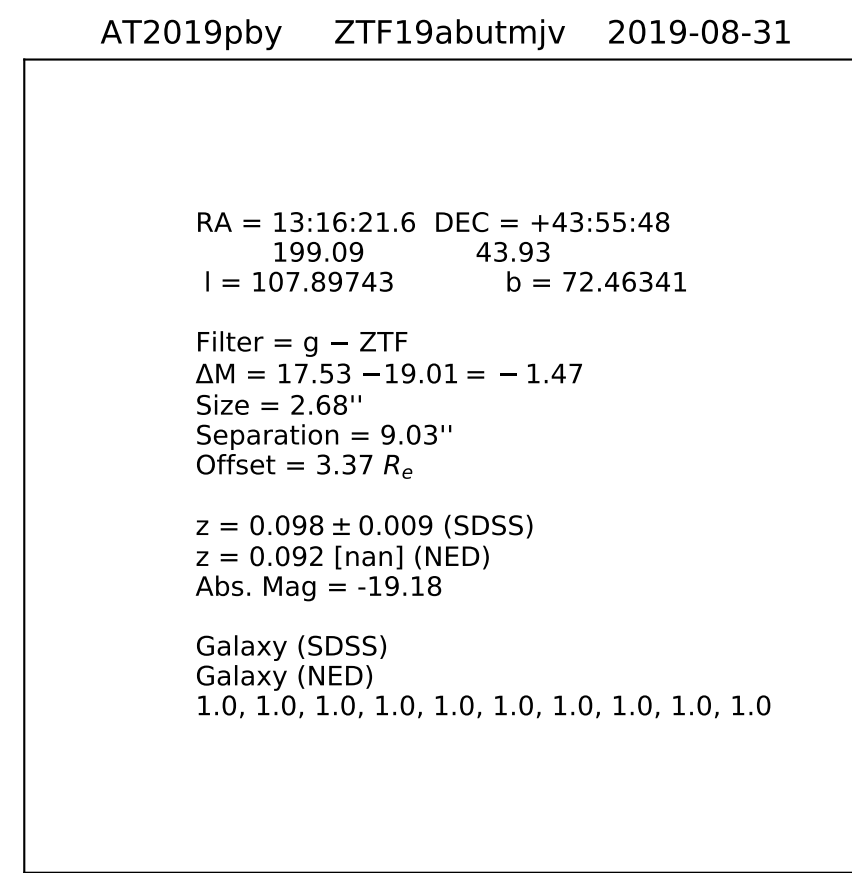 AT2019pby ZTF19abutmjv 2019-08-31
RA = 13:16:21.6 DEC = +43:55:48
199.09 43.93
l = 107.89743 b = 72.46341
Filter = g − ZTF
ΔM = 17.53 −19.01 = − 1.47
Size = 2.68''
Separation = 9.03''
Offset = 3.37 Rₑ
z = 0.098 ± 0.009 (SDSS)
z = 0.092 [nan] (NED)
Abs. Mag = -19.18
Galaxy (SDSS)
Galaxy (NED)
1.0, 1.0, 1.0, 1.0, 1.0, 1.0, 1.0, 1.0, 1.0, 1.0